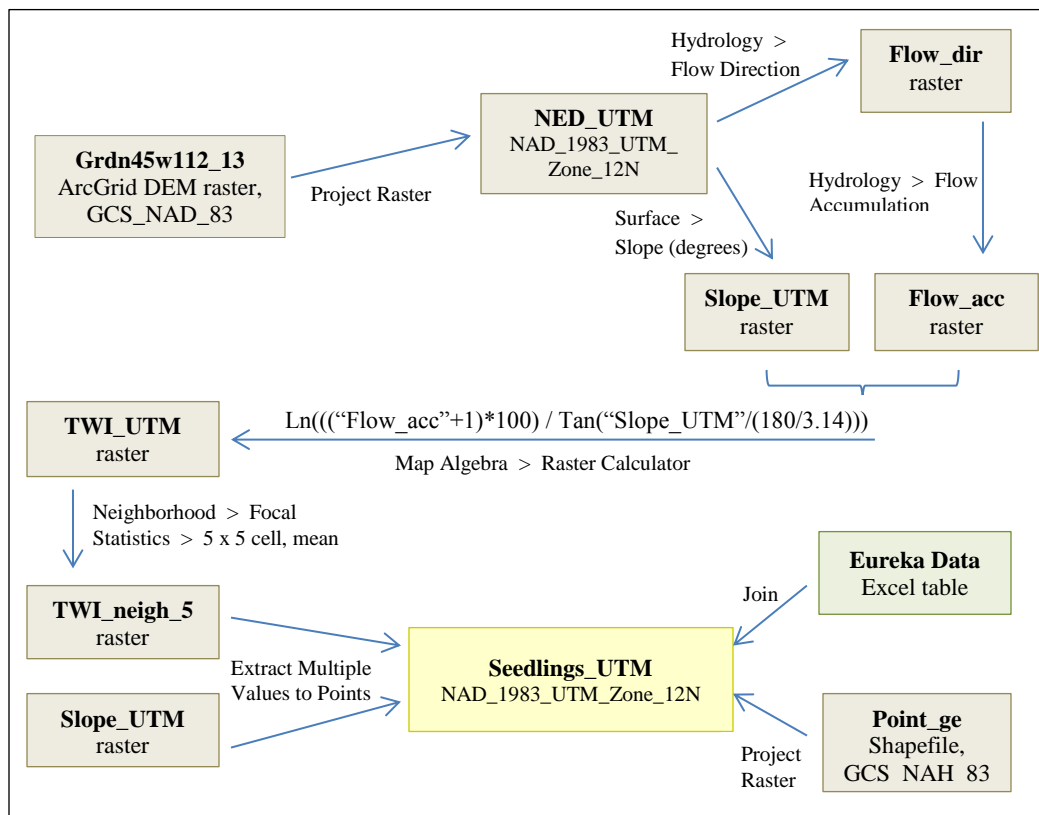 Hydrology >
Flow Direction
Flow_dir
raster
NED_UTM
NAD_1983_UTM_
Zone_12N
Grdn45w112_13
ArcGrid DEM raster,
GCS_NAD_83
Project Raster
Hydrology > Flow
Accumulation
Surface >
Slope (degrees)
Slope_UTM
raster
Flow_acc
raster
TWI_UTM
raster
Ln(((“Flow_acc”+1)*100) / Tan(“Slope_UTM”/(180/3.14)))
Map Algebra > Raster Calculator
Neighborhood > Focal
Statistics > 5 x 5 cell, mean
Eureka Data
Excel table
Join
TWI_neigh_5
raster
Extract Multiple
Values to Points
Seedlings_UTM
NAD_1983_UTM_Zone_12N
Slope_UTM
raster
Point_ge
Shapefile,
GCS_NAH_83
Project
Raster